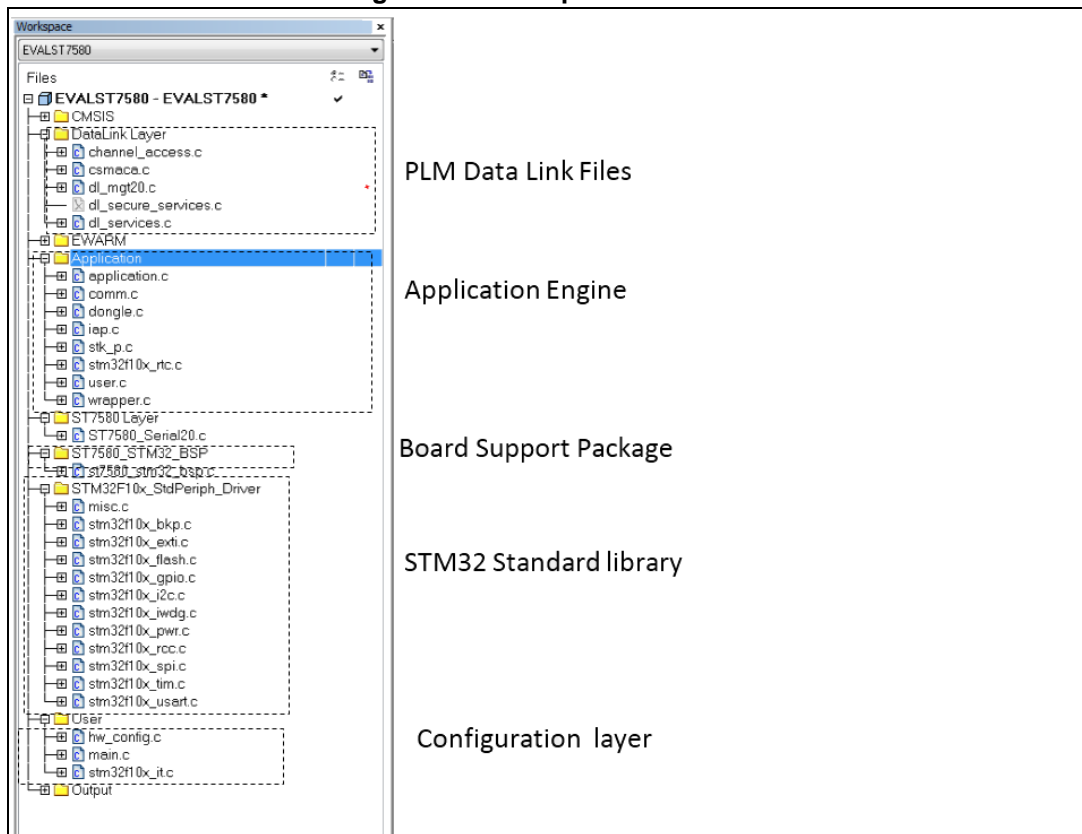 Workspace
EVALST7580
Files
EVALST7580 - EVALST7580 *
CMSIS
DataLink Layer
channel_access.c
csmaca.c
PLM Data Link Files
dl_mgt20.c
dl_secure_services.c
dl_services.c
EWARM
Application
application.c
Application Engine
comm.c
dongle.c
iap.c
stk_p.c
stm32f10x_rtc.c
user.c
wrapper.c
ST7580 Layer
ST7580_Serial20.c
Board Support Package
ST7580_STM32_BSP
st7580_stm32_bsp.c
STM32F10x_StdPeriph_Driver
misc.c
stm32f10x_bkp.c
stm32f10x_exti.c
stm32f10x_flash.c
STM32 Standard library
stm32f10x_gpio.c
stm32f10x_i2c.c
stm32f10x_iwdg.c
stm32f10x_pwr.c
stm32f10x_rcc.c
stm32f10x_spi.c
stm32f10x_tim.c
stm32f10x_usart.c
User
hw_config.c
Configuration layer
main.c
stm32f10x_it.c
Output